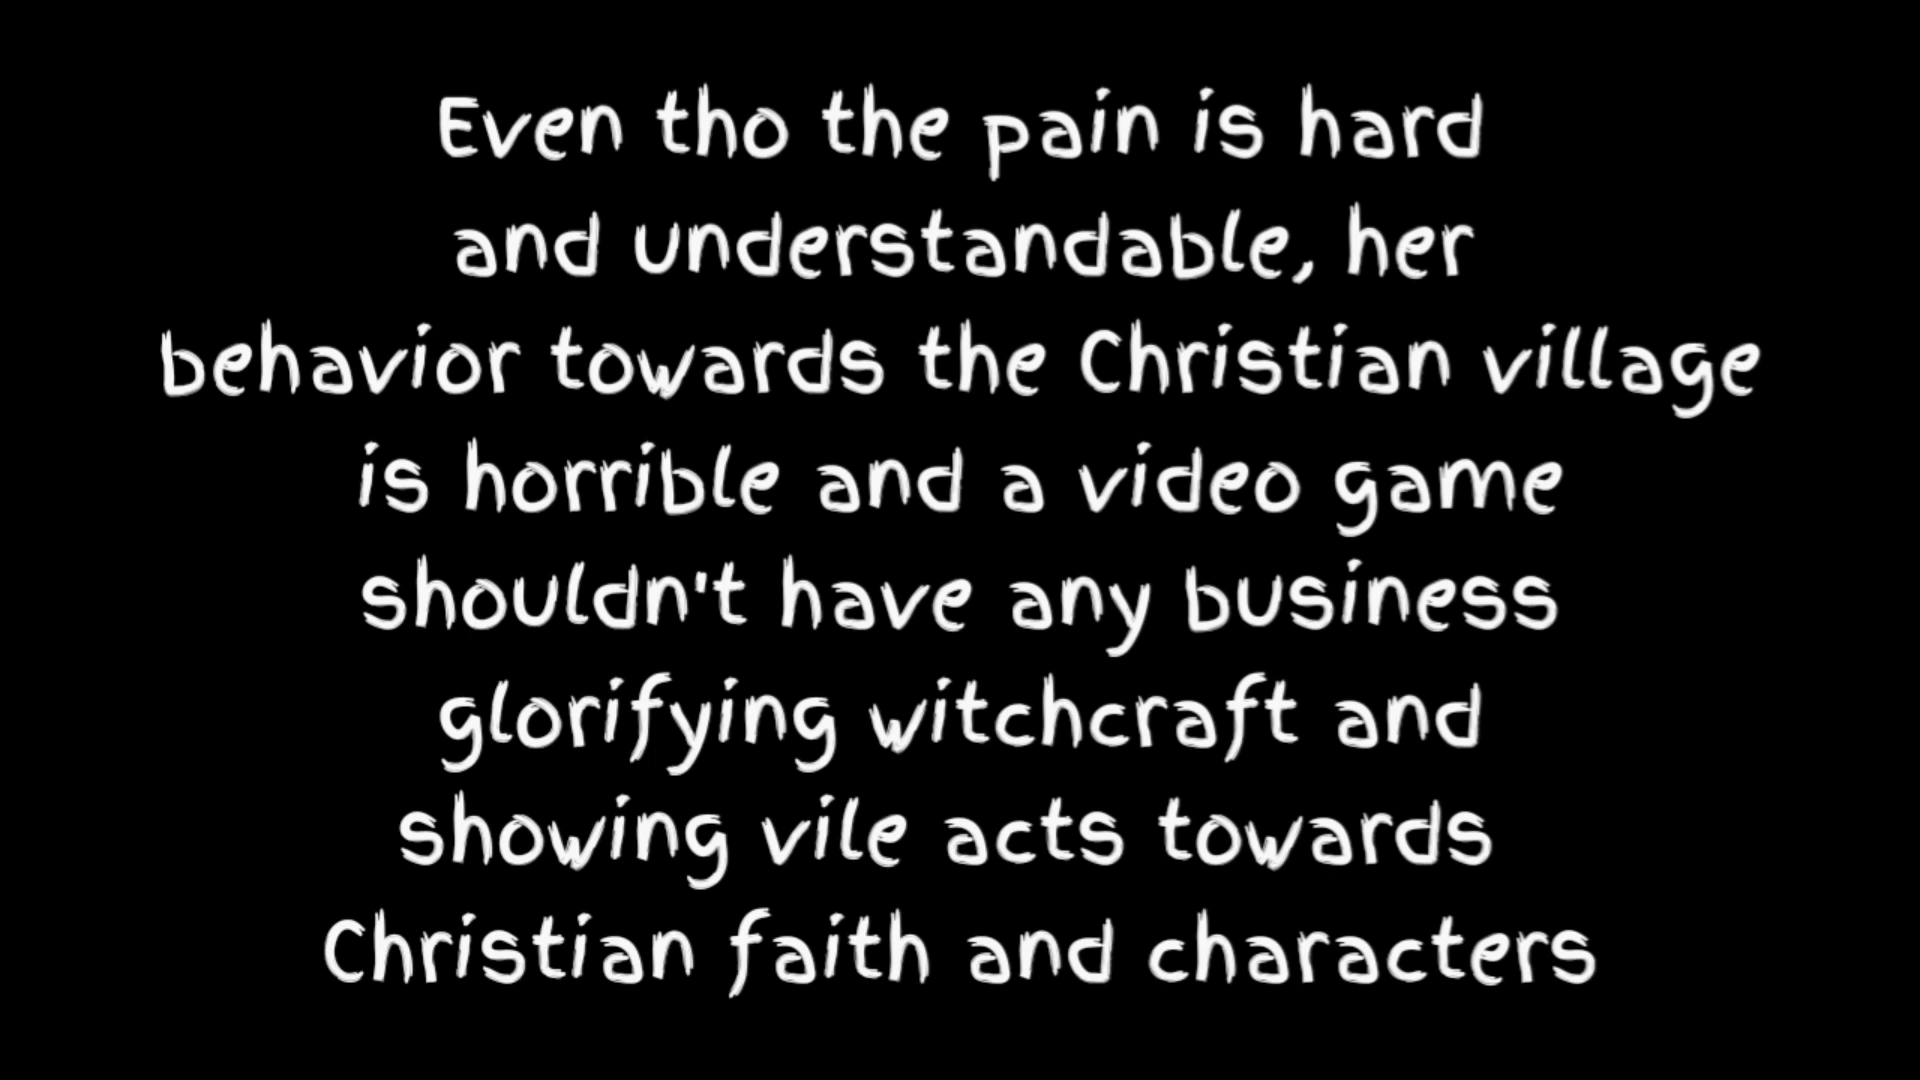 Even tho the pain is hard
and understandable, her
behavior towards the Christian village
is horrible and a video game
shouldn't have any business
glorifying witchcraft and
showing vile acts towards
Christian faith and characters